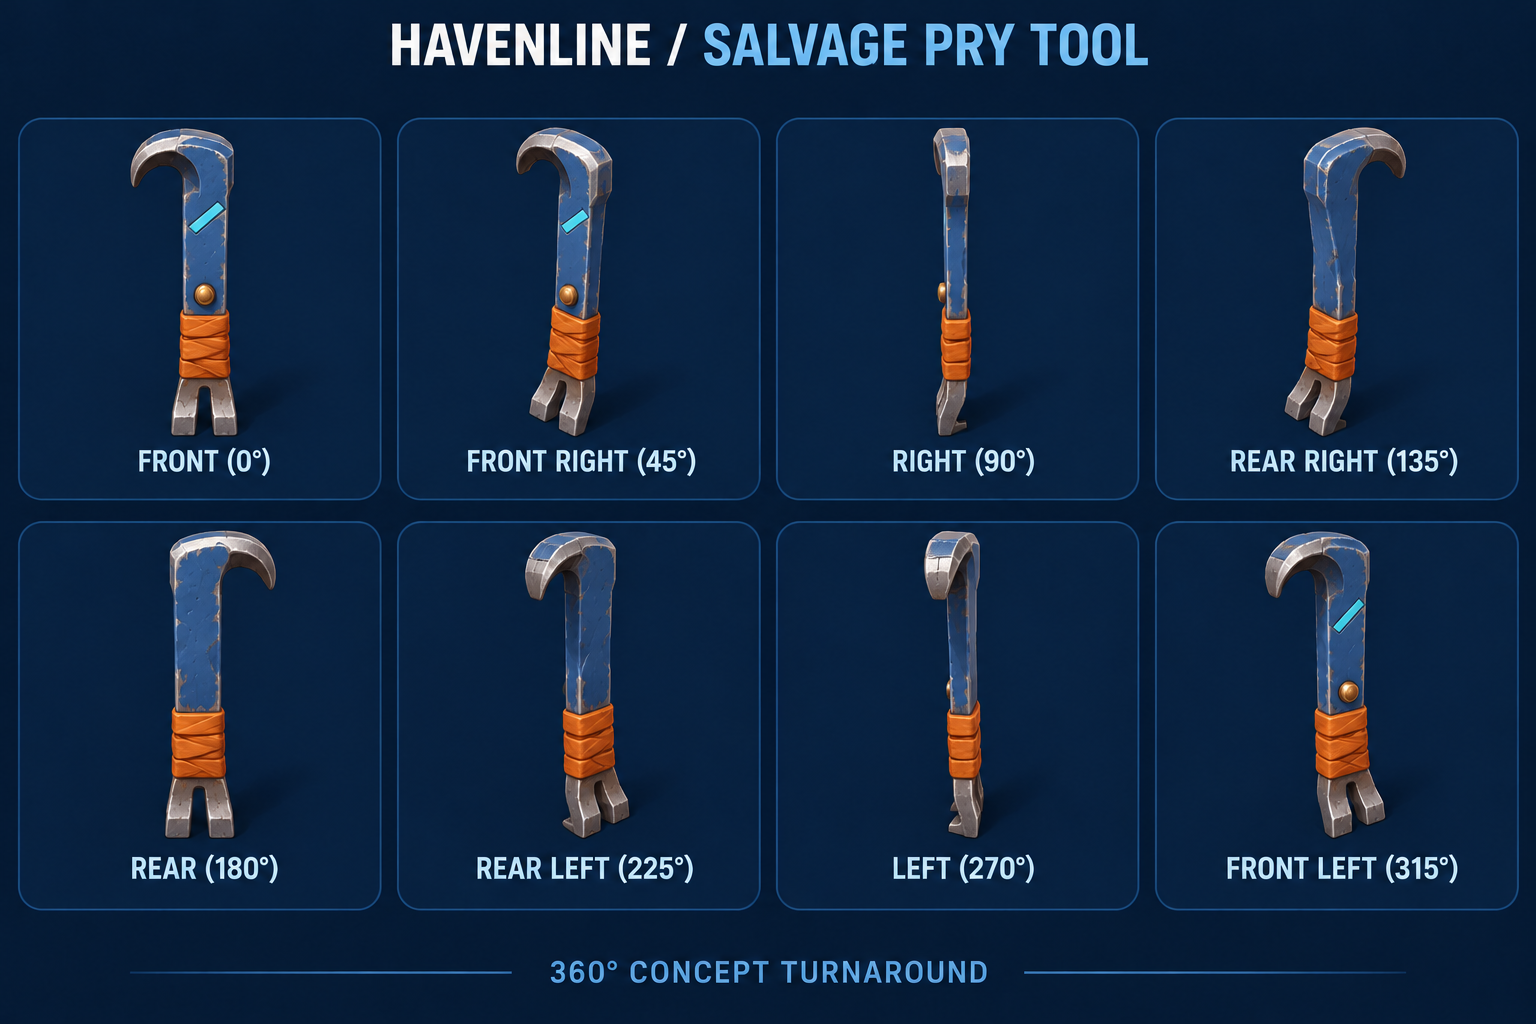 HAVENLINE / SALVAGE PRY TOOL
FRONT (0°)
FRONT RIGHT (45°)
RIGHT (90°)
REAR RIGHT (135°)
REAR (180°)
REAR LEFT (225°)
LEFT (270°)
FRONT LEFT (315°)
360° CONCEPT TURNAROUND